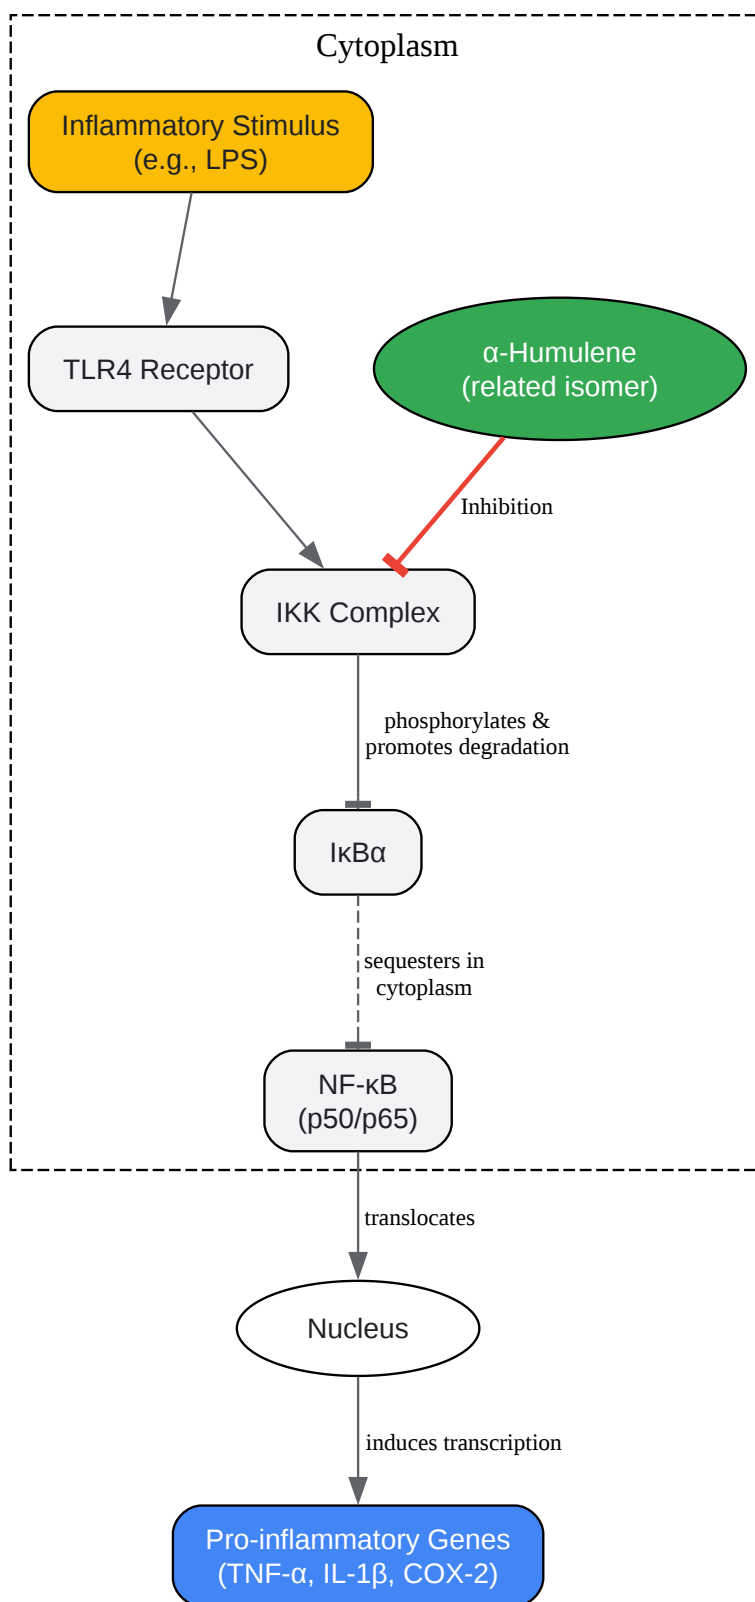 Cytoplasm
Inflammatory Stimulus
(e.g., LPS)
TLR4 Receptor
α-Humulene
(related isomer)
Inhibition
IKK Complex
phosphorylates &
promotes degradation
IκBα
sequesters in
cytoplasm
NF-κB
(p50/p65)
translocates
Nucleus
induces transcription
Pro-inflammatory Genes
(TNF-α, IL-1β, COX-2)